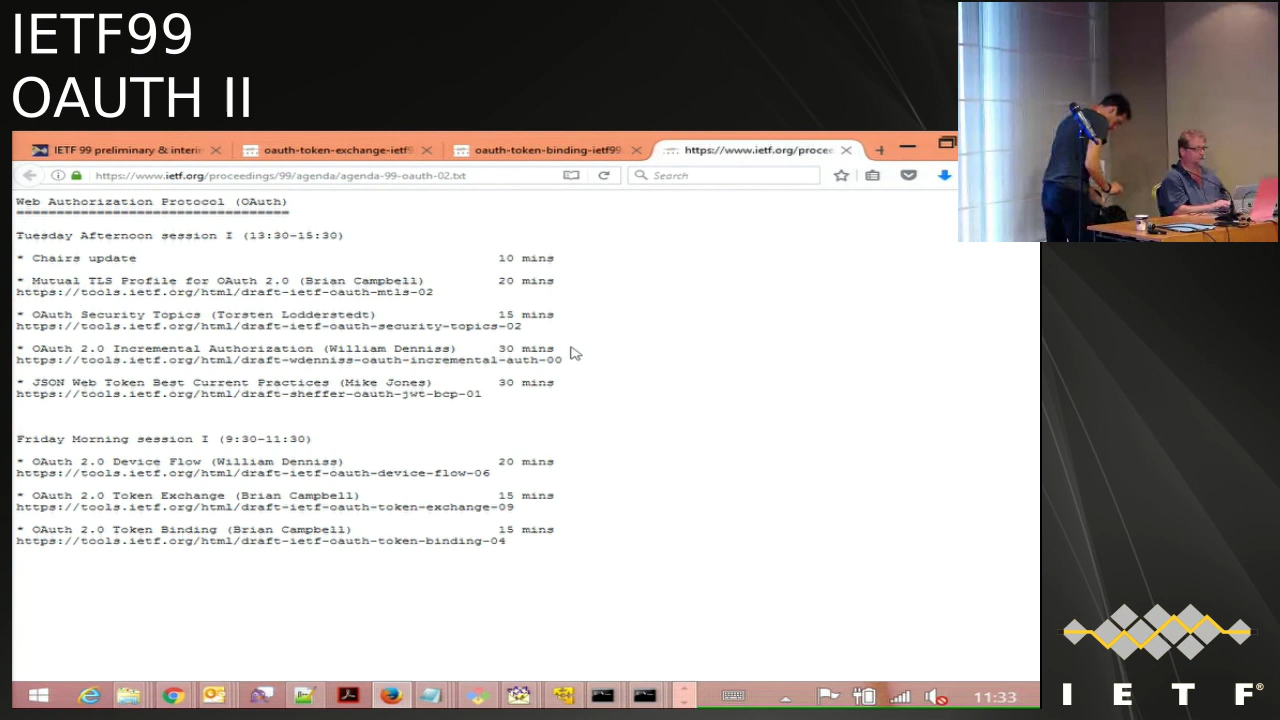 IETF99
OAUTH II
IETF 99 preliminary & interin
oauth-token-exchange-ietf9
oauth-token-binding-ietf99
https://www.ietf.org/procee
https://www.ietf.org/proceedings/99/agenda/agenda-99-oauth-02.txt
Search
Web Authorization Protocol (OAuth)
==================================
Tuesday Afternoon session I (13:30-15:30)
* Chairs update 10 mins
* Mutual TLS Profile for OAuth 2.0 (Brian Campbell) 20 mins
https://tools.ietf.org/html/draft-ietf-oauth-mtls-02
* OAuth Security Topics (Torsten Lodderstedt) 15 mins
https://tools.ietf.org/html/draft-ietf-oauth-security-topics-02
* OAuth 2.0 Incremental Authorization (William Denniss) 30 mins
https://tools.ietf.org/html/draft-wdenniss-oauth-incremental-auth-00
* JSON Web Token Best Current Practices (Mike Jones) 30 mins
https://tools.ietf.org/html/draft-sheffer-oauth-jwt-bcp-01
Friday Morning session I (9:30-11:30)
* OAuth 2.0 Device Flow (William Denniss) 20 mins
https://tools.ietf.org/html/draft-ietf-oauth-device-flow-06
* OAuth 2.0 Token Exchange (Brian Campbell) 15 mins
https://tools.ietf.org/html/draft-ietf-oauth-token-exchange-09
* OAuth 2.0 Token Binding (Brian Campbell) 15 mins
https://tools.ietf.org/html/draft-ietf-oauth-token-binding-04
11:33
I E T F®